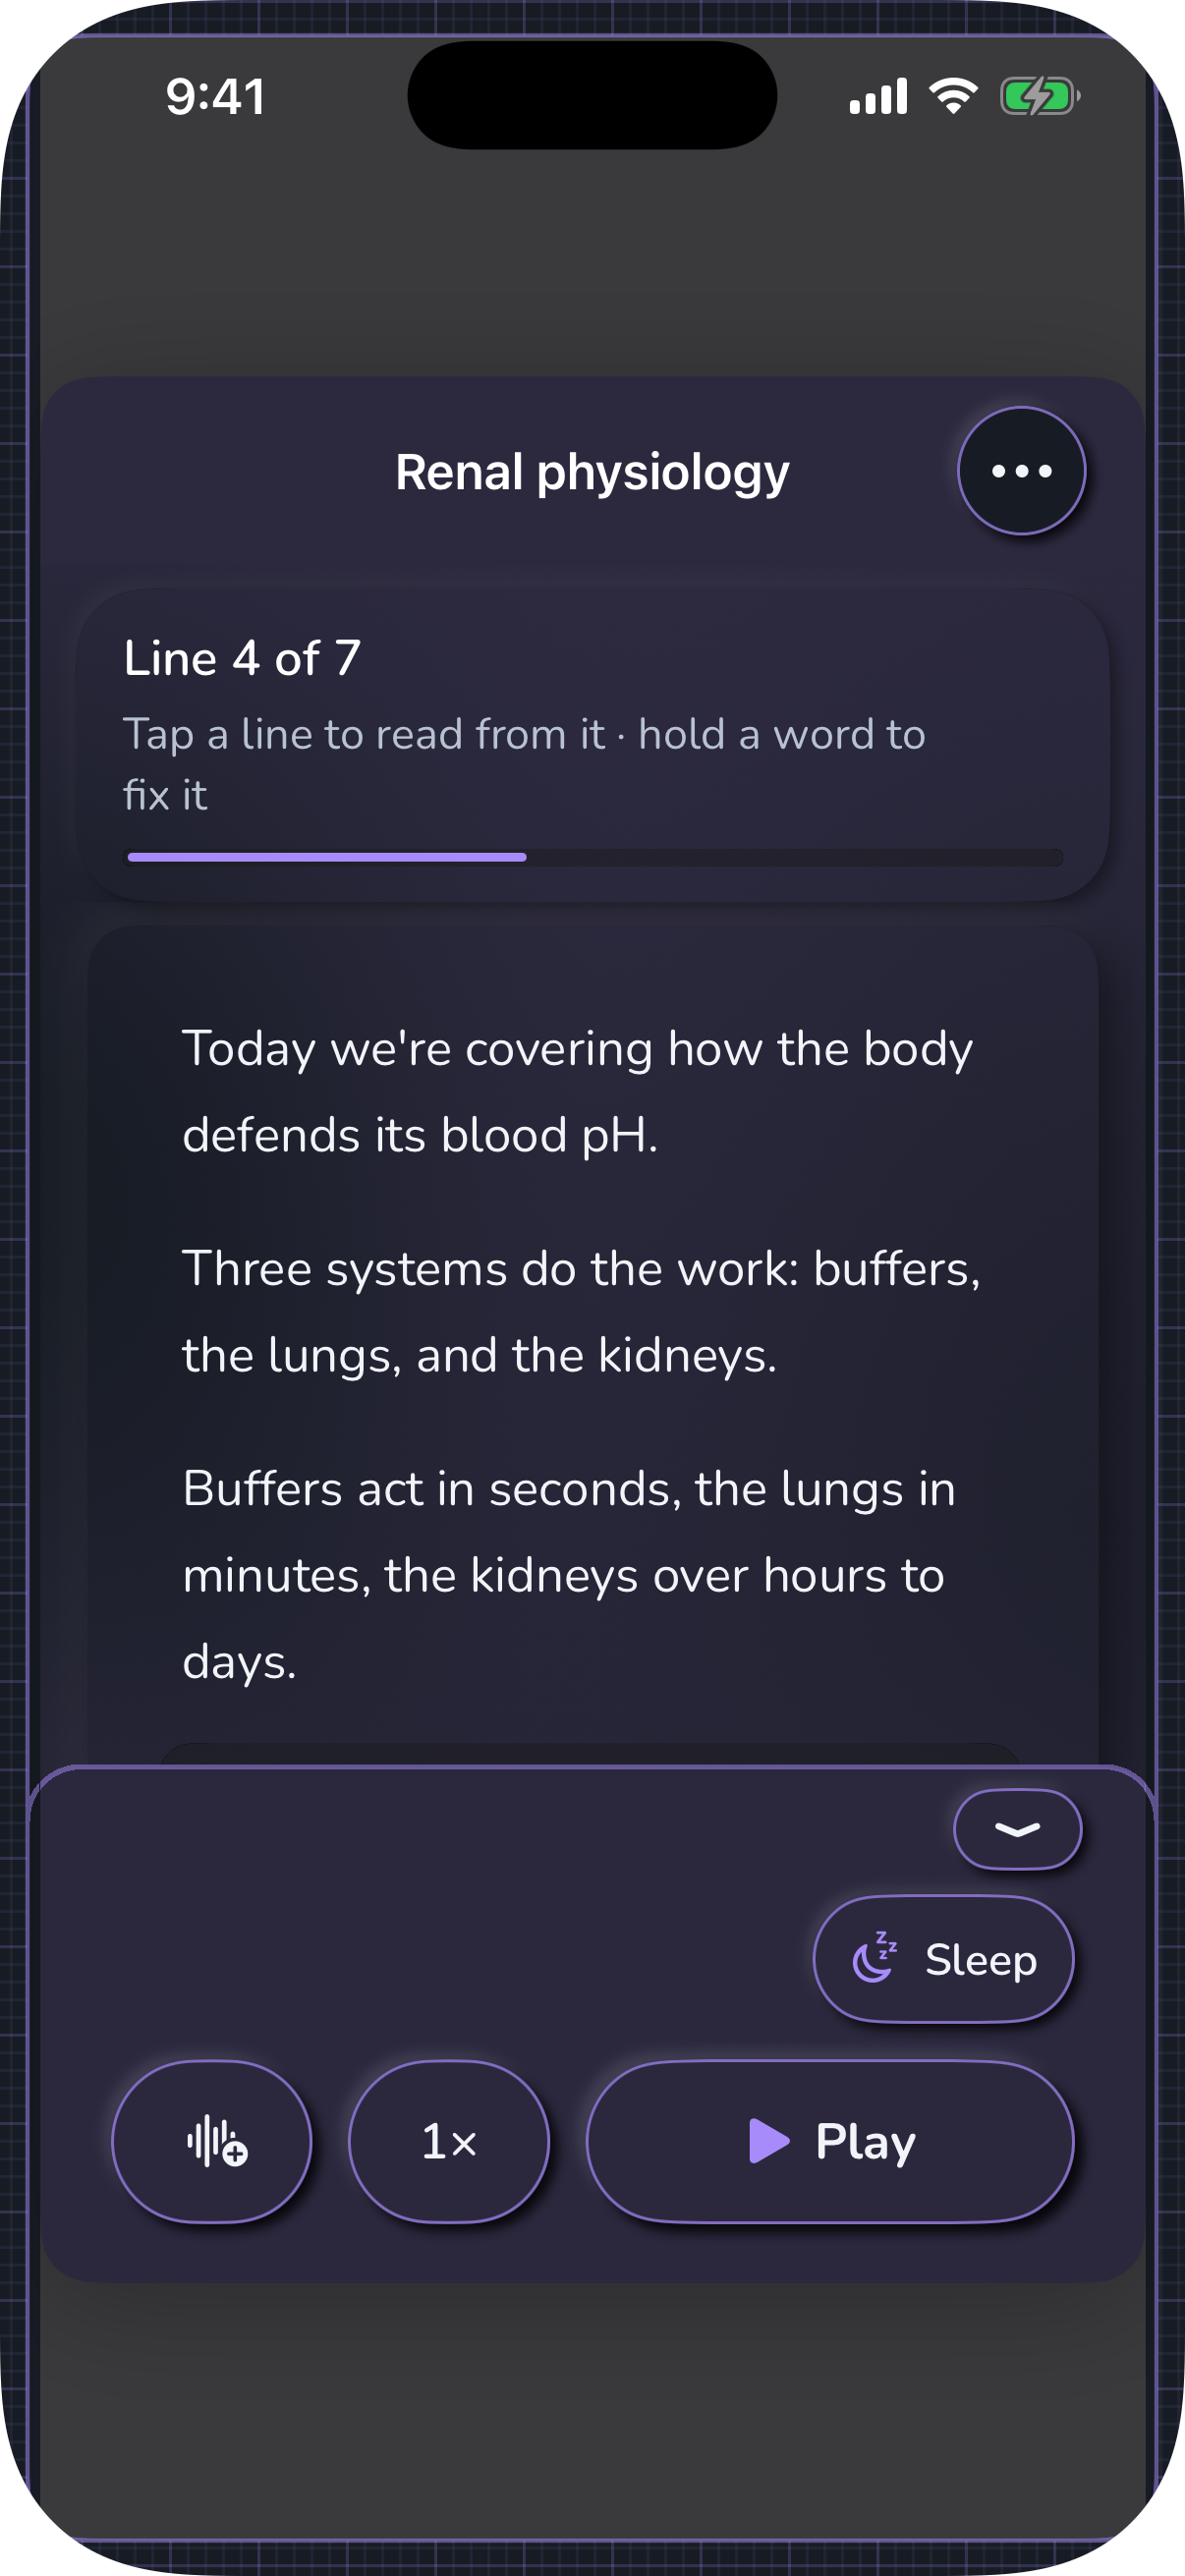 9:41
Renal physiology
Line 4 of 7
Tap a line to read from it · hold a word to
fix it
Today we're covering how the body
defends its blood pH.
Three systems do the work: buffers,
the lungs, and the kidneys.
Buffers act in seconds, the lungs in
minutes, the kidneys over hours to
days.
Sleep
1×
Play